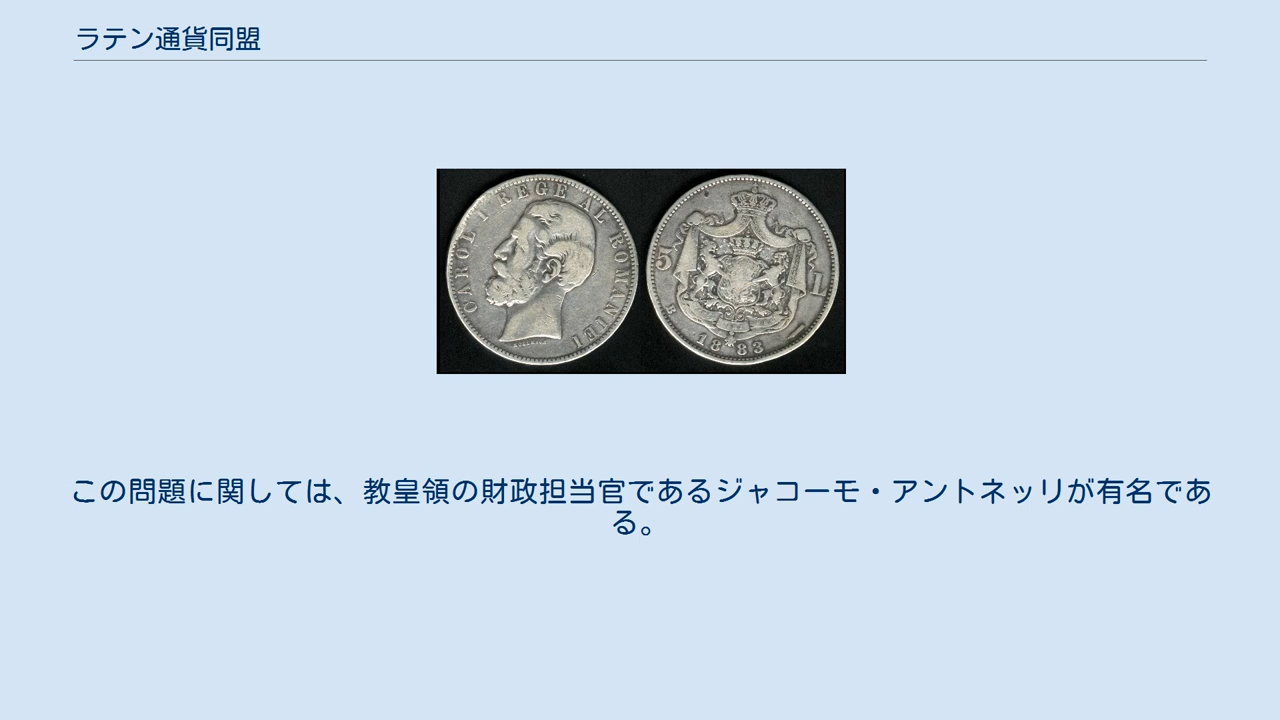 ラテン通貨同盟
CAROL I REGE AL ROMANIEI
5 L
B
18 83
この問題に関しては、教皇領の財政担当官であるジャコーモ・アントネッリが有名であ
る。